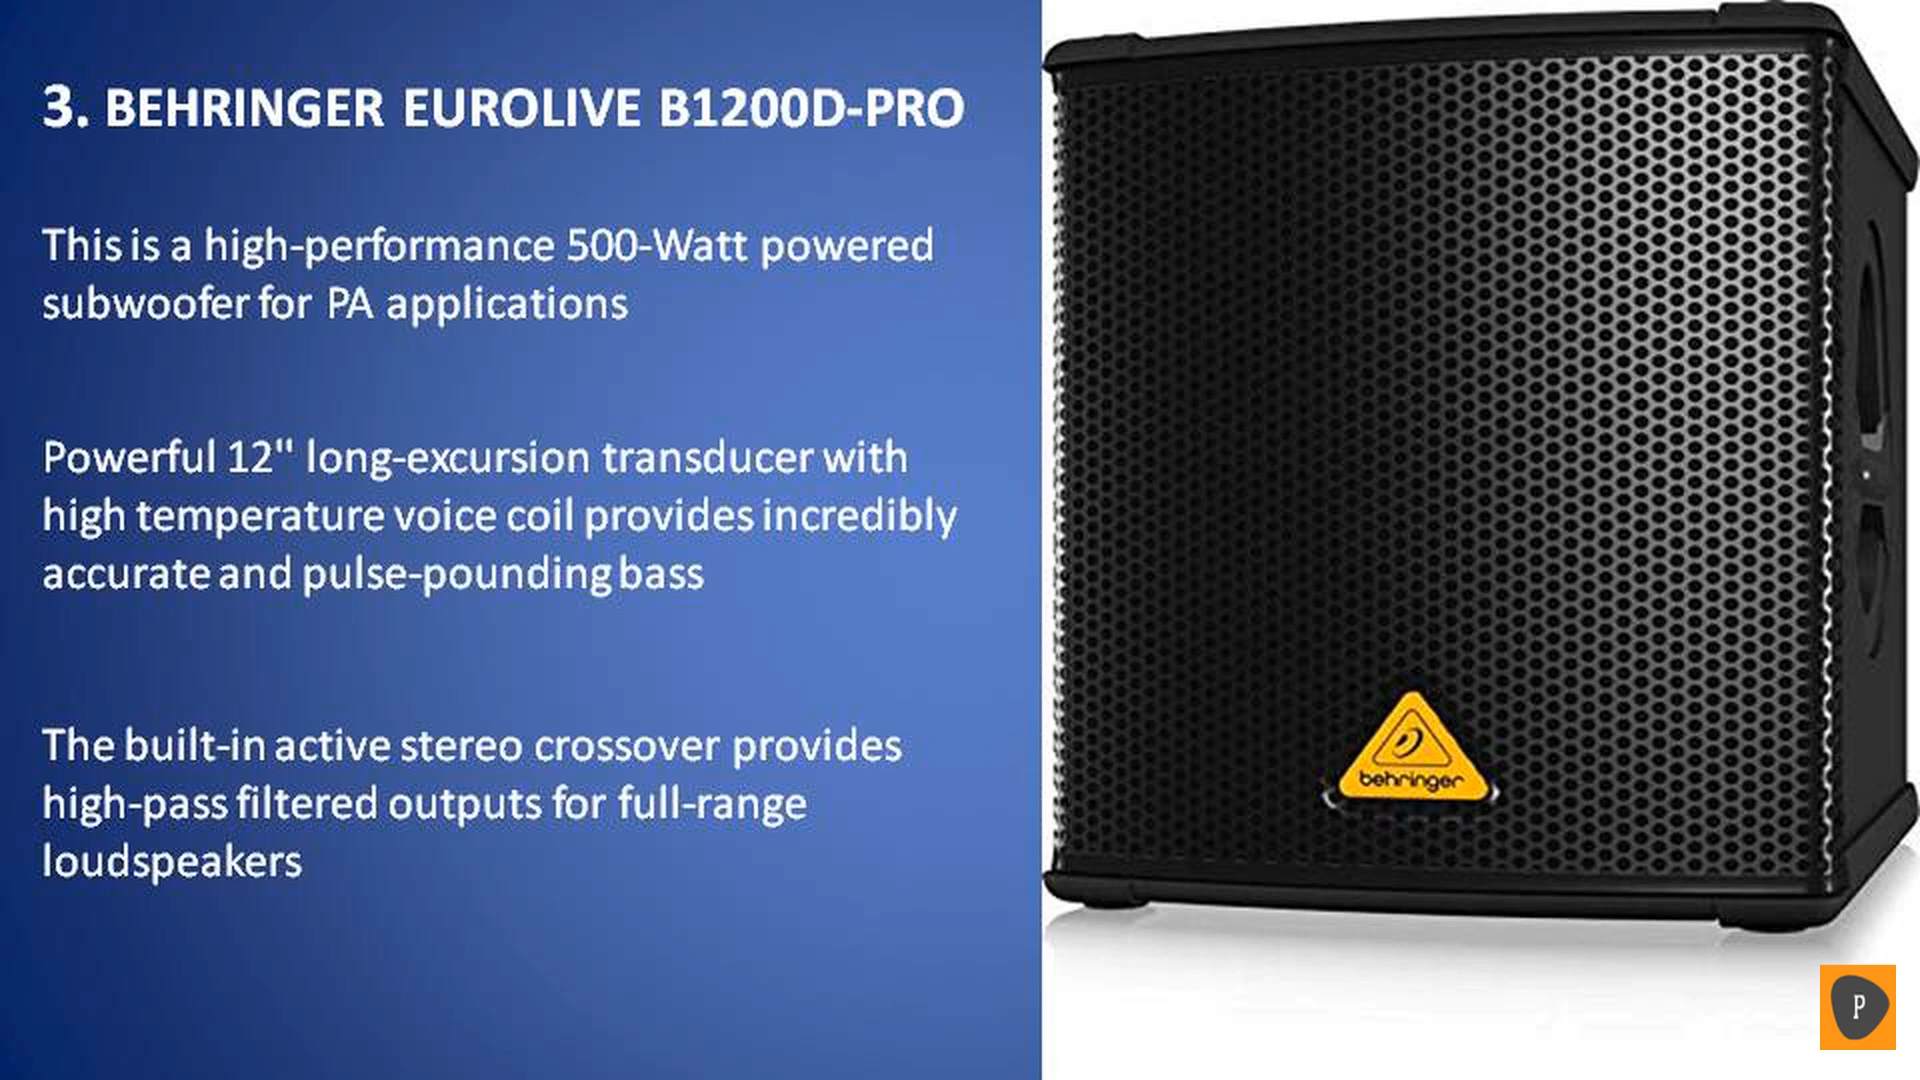 3. BEHRINGER EUROLIVE B1200D-PRO
This is a high-performance 500-Watt powered
subwoofer for PA applications
Powerful 12" long-excursion transducer with
high temperature voice coil provides incredibly
accurate and pulse-pounding bass
The built-in active stereo crossover provides
high-pass filtered outputs for full-range
loudspeakers
behringer
P